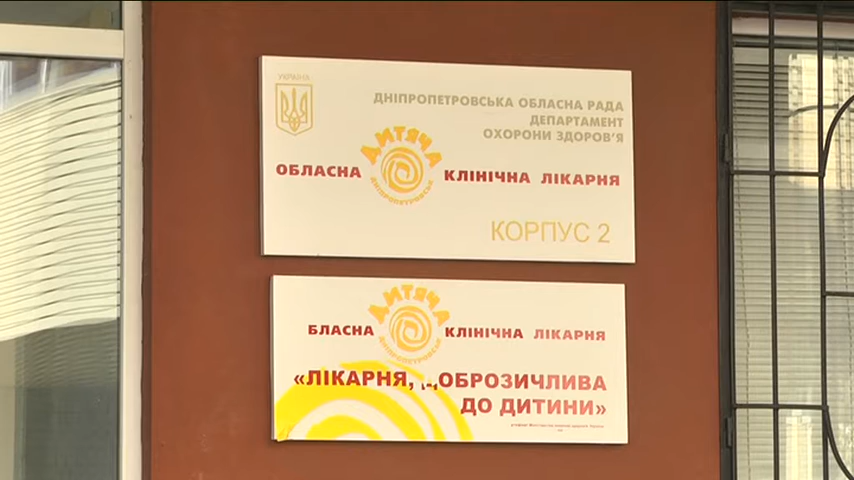 УКРАЇНА
ДНІПРОПЕТРОВСЬКА ОБЛАСНА РАДА
ДЕПАРТАМЕНТ
ОХОРОНИ ЗДОРОВ'Я
ДИТЯЧА
ОБЛАСНА КЛІНІЧНА ЛІКАРНЯ
ДНІПРОПЕТРОВСЬК
КОРПУС 2
ДИТЯЧА
БЛАСНА КЛІНІЧНА ЛІКАРНЯ
ДНІПРОПЕТРОВСЬК
«ЛІКАРНЯ, ОБРОЗИЧЛИВА
ДО ДИТИНИ»